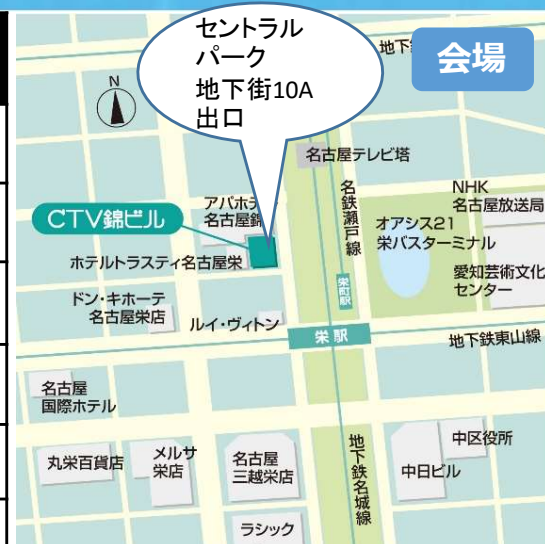 セントラル
パーク
地下街10A
出口
地下
会場
N
名古屋テレビ塔
NHK
名古屋放送局
CTV錦ビル
アパホテ
名古屋錦
名鉄瀬戸線
オアシス21
栄バスターミナル
ホテルトラスティ名古屋栄
愛知芸術文化
センター
栄町駅
ドン・キホーテ
名古屋栄店
ルイ・ヴィトン
栄駅
地下鉄東山線
名古屋
国際ホテル
丸栄百貨店
メルサ
栄店
名古屋
三越栄店
地下鉄名城線
中日ビル
中区役所
ラシック